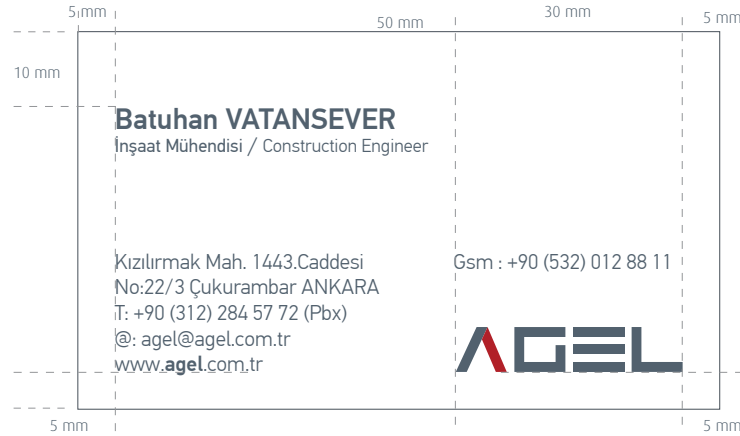 5 mm
50 mm
30 mm
5 mm
10 mm
Batuhan VATANSEVER
İnşaat Mühendisi / Construction Engineer
Kızılırmak Mah. 1443.Caddesi
No:22/3 Çukurambar ANKARA
T: +90 (312) 284 57 72 (Pbx)
@: agel@agel.com.tr
www.agel.com.tr
Gsm : +90 (532) 012 88 11
AGEL
5 mm
5 mm